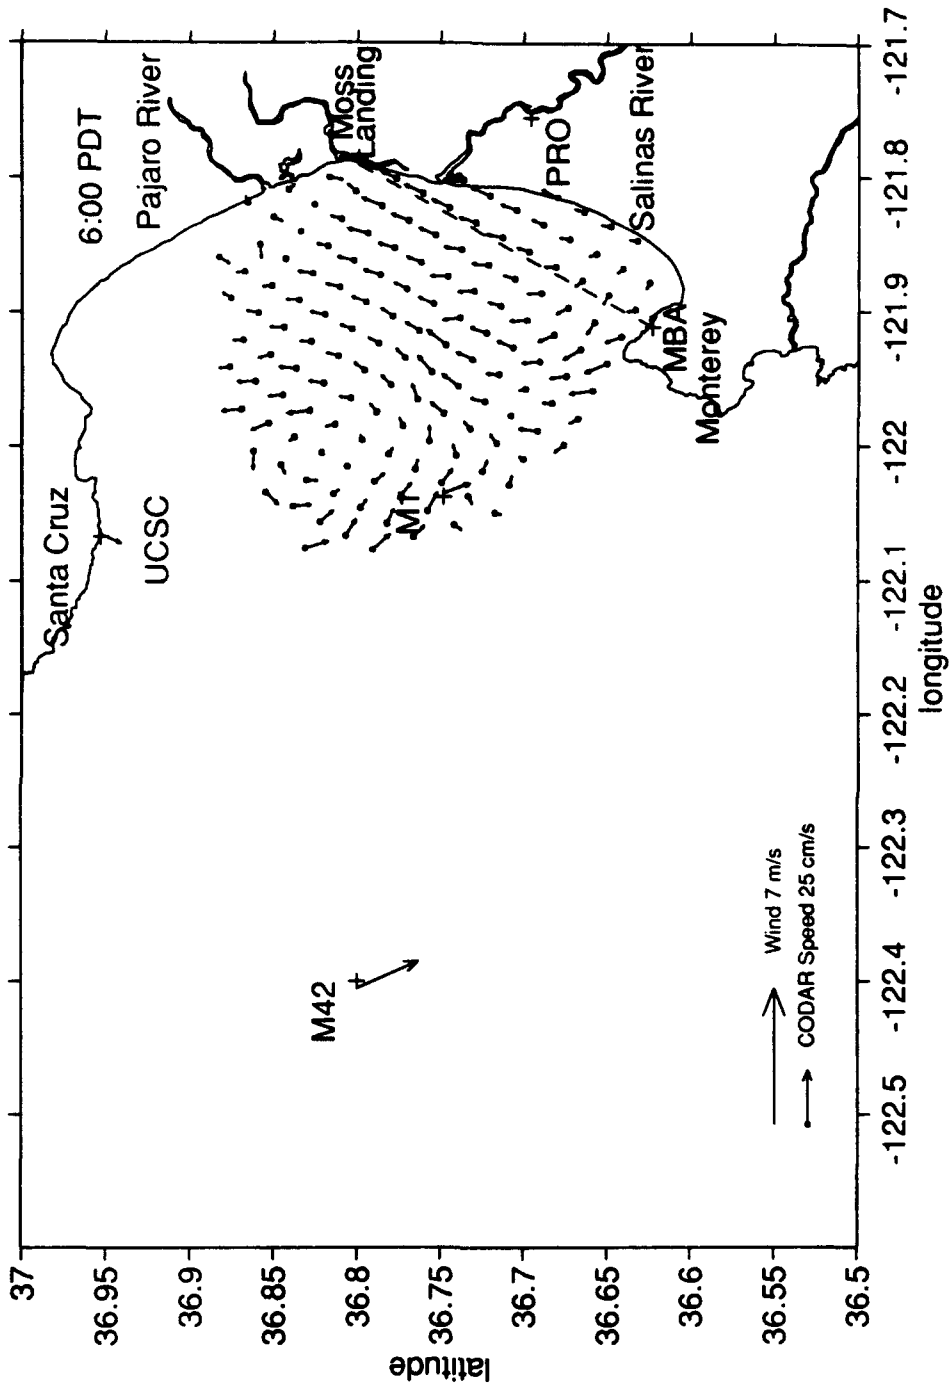 6:00 PDT
Santa Cruz
UCSC
Pajaro River
Moss
Landing
M42
M1
PRO
Salinas River
MBA
Monterey
Wind 7 m/s
CODAR Speed 25 cm/s
latitude
37
36.95
36.9
36.85
36.8
36.75
36.7
36.65
36.6
36.55
36.5
-122.5
-122.4
-122.3
-122.2
-122.1
-122
-121.9
-121.8
-121.7
longitude